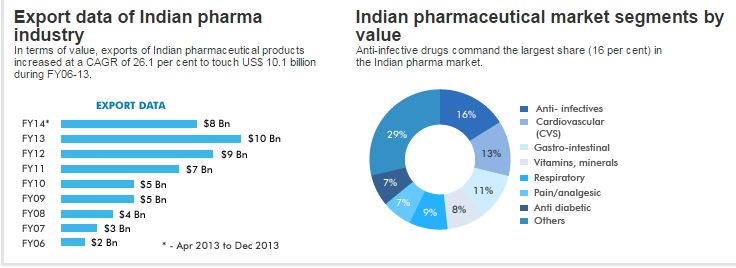 Export data of Indian pharma
industry
In terms of value, exports of Indian pharmaceutical products
increased at a CAGR of 26.1 per cent to touch US$ 10.1 billion
during FY06-13.
EXPORT DATA
FY14* $8 Bn
FY13 $10 Bn
FY12 $9 Bn
FY11 $7 Bn
FY10 $5 Bn
FY09 $5 Bn
FY08 $4 Bn
FY07 $3 Bn
FY06 $2 Bn
* - Apr 2013 to Dec 2013
Indian pharmaceutical market segments by
value
Anti-infective drugs command the largest share (16 per cent) in
the Indian pharma market.
16%
13%
11%
8%
9%
7%
7%
29%
Anti- infectives
Cardiovascular
(CVS)
Gastro-intestinal
Vitamins, minerals
Respiratory
Pain/analgesic
Anti diabetic
Others